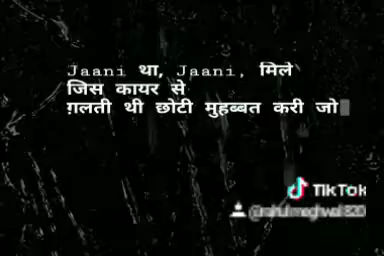 Jaani था, Jaani, मिले
जिस कायर से
ग़लती थी छोटी मुहब्बत करी जो
TikTok